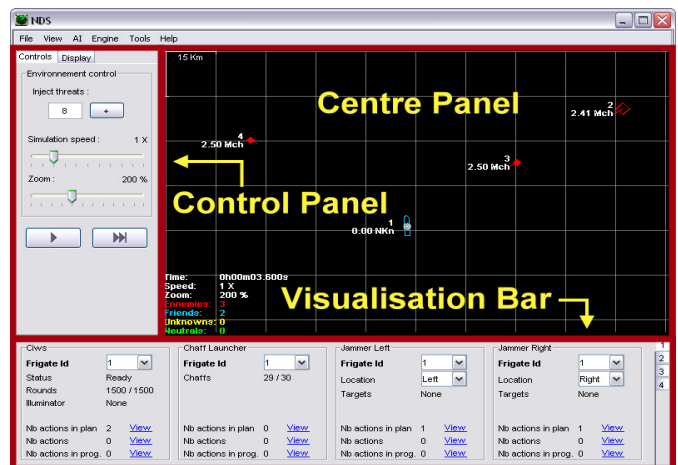 NDS
File View AI Engine Tools Help
Controls Display
Environnement control
Inject threats :
8 +
Simulation speed : 1 X
Zoom : 200 %
15 Km
Centre Panel
2
2.41 Mch
4
2.50 Mch
3
2.50 Mch
Control Panel
1
0.00 NKn
Time: 0h00m03.600s
Speed: 1 X
Zoom: 200 %
Ennemies: 3
Friends: 2
Unknowns: 0
Neutrals: 0
Visualisation Bar
Ciws
Frigate Id 1
Status Ready
Rounds 1500 / 1500
Illuminator None
Nb actions in plan 2 View
Nb actions 0 View
Nb actions in prog. 0 View
Chaff Launcher
Frigate Id 1
Chaffs 29 / 30
Nb actions in plan 0 View
Nb actions 0 View
Nb actions in prog. 0 View
Jammer Left
Frigate Id 1
Location Left
Targets None
Nb actions in plan 1 View
Nb actions 0 View
Nb actions in prog. 0 View
Jammer Right
Frigate Id 1
Location Right
Targets None
Nb actions in plan 1 View
Nb actions 0 View
Nb actions in prog. 0 View
1
2
3
4